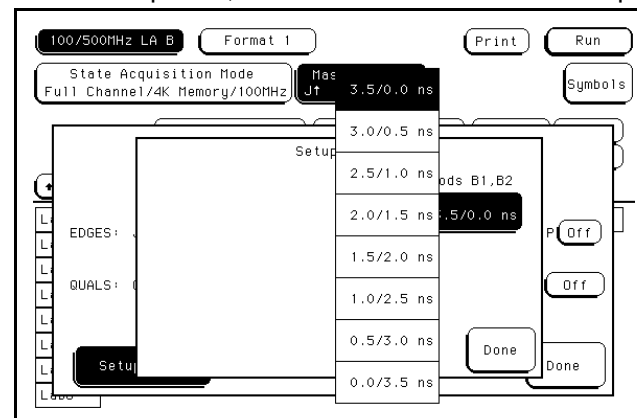 100/500MHz LA B Format 1 Print Run
State Acquisition Mode
Full Channel/4K Memory/100MHz
Mas
J↑
Symbols
3.5/0.0 ns
3.0/0.5 ns
Setup
2.5/1.0 ns
ods B1,B2
2.0/1.5 ns
.5/0.0 ns
EDGES:
P Off
1.5/2.0 ns
QUALS:
Off
1.0/2.5 ns
0.5/3.0 ns
Done
Setu
Done
0.0/3.5 ns